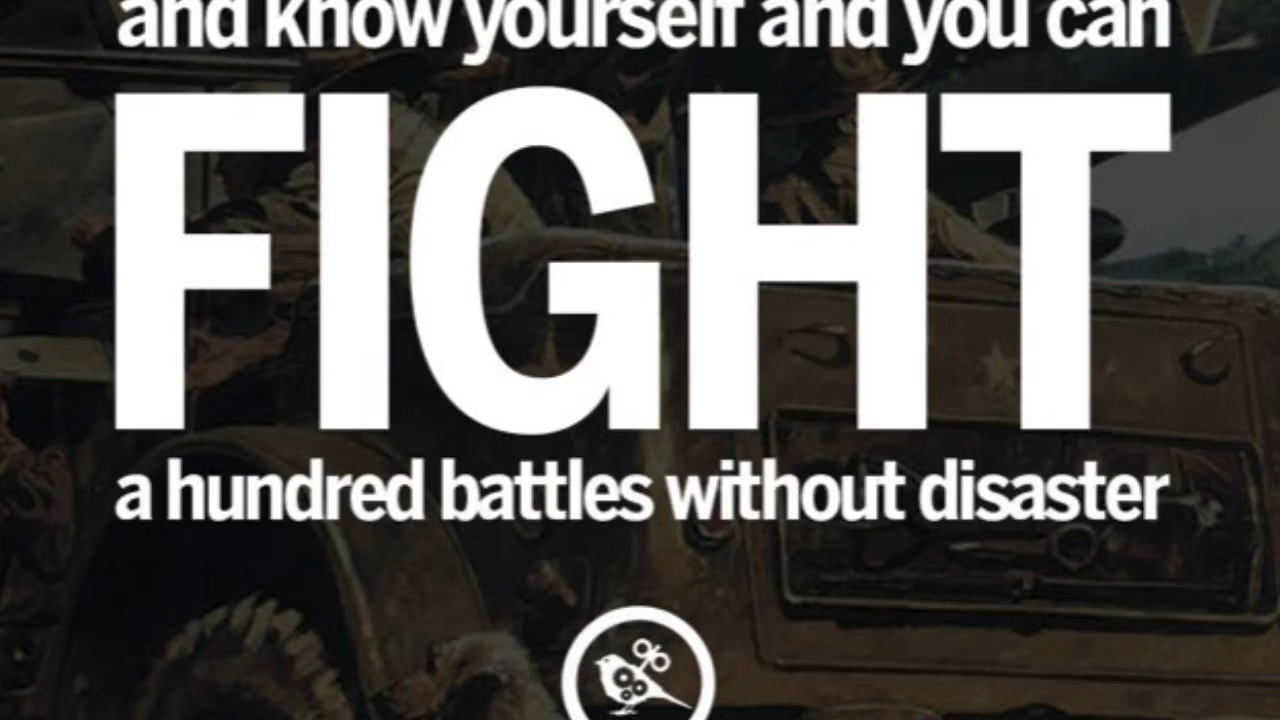 and know yourself and you can
FIGHT
a hundred battles without disaster